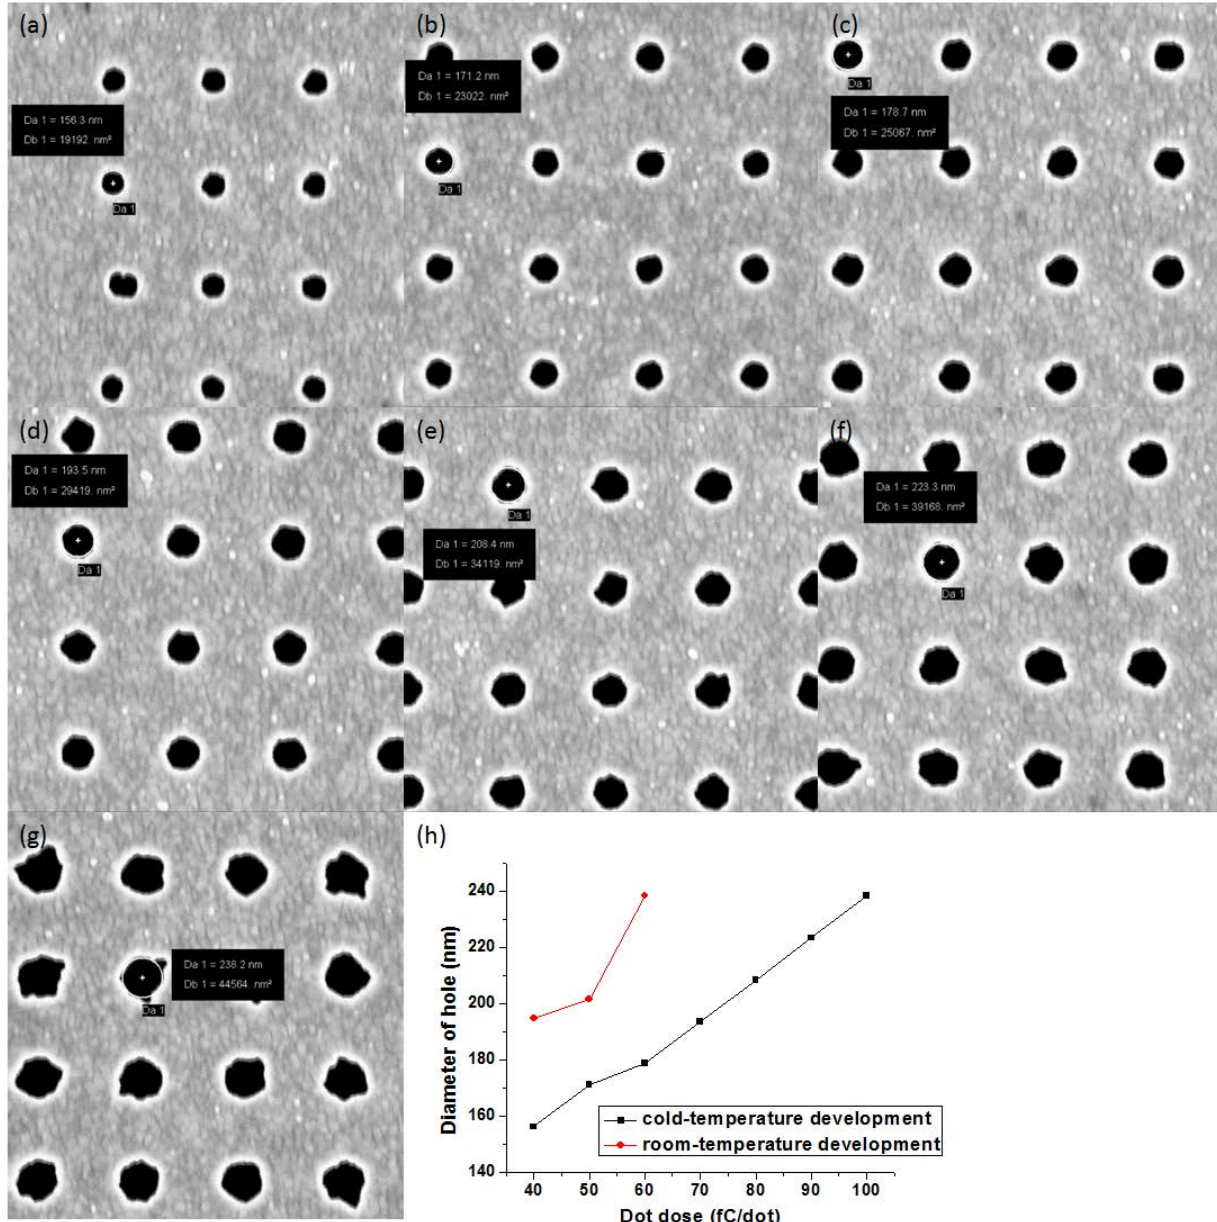 (a)
Da 1 = 156.3 nm
Db 1 = 19192. nm²
Da 1
(b)
Da 1 = 171.2 nm
Db 1 = 23022. nm²
Da 1
(c)
Da 1
Da 1 = 178.7 nm
Db 1 = 25067. nm²
(d)
Da 1 = 193.5 nm
Db 1 = 29419. nm²
Da 1
(e)
Da 1
Da 1 = 208.4 nm
Db 1 = 34119. nm²
(f)
Da 1 = 223.3 nm
Db 1 = 39168. nm²
Da 1
(g)
Da 1 = 238.2 nm
Db 1 = 44564. nm²
Da 1
(h)
Diameter of hole (nm)
240
220
200
180
160
140
cold-temperature development
room-temperature development
40 50 60 70 80 90 100
Dot dose (fC/dot)